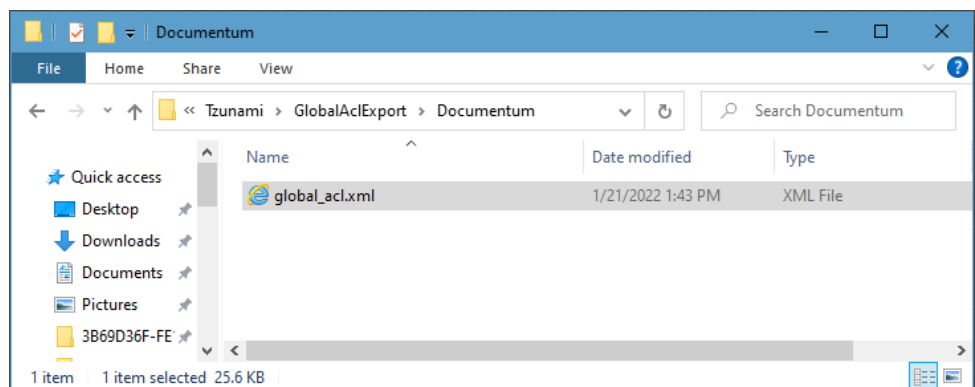 Documentum
File Home Share View
« Tzunami > GlobalAclExport > Documentum Search Documentum
Name Date modified Type
Quick access
global_acl.xml 1/21/2022 1:43 PM XML File
Desktop
Downloads
Documents
Pictures
3B69D36F-FE
1 item 1 item selected 25.6 KB